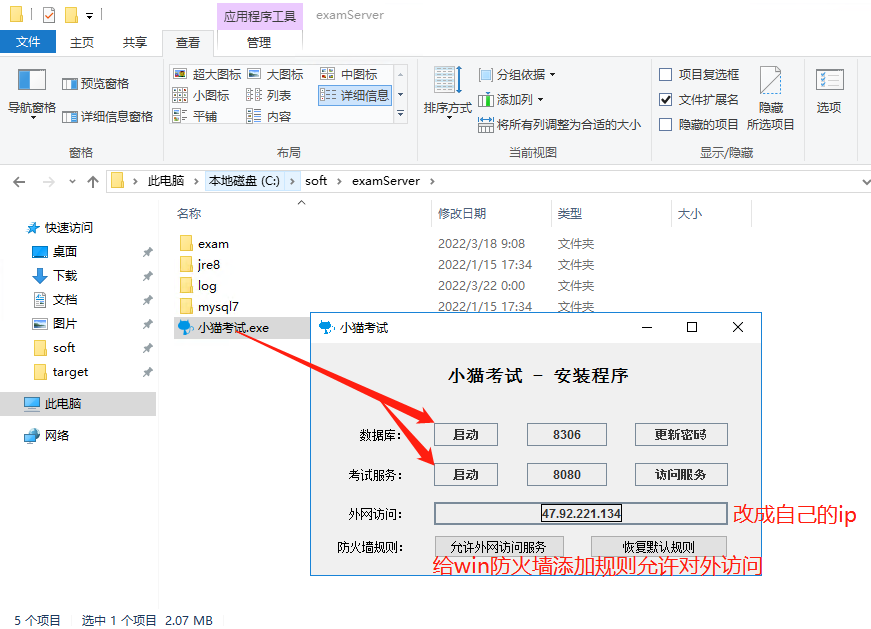 应用程序工具 examServer
文件 主页 共享 查看 管理
导航窗格 预览窗格 详细信息窗格
窗格
超大图标 大图标 中图标
小图标 列表 详细信息
平铺 内容
布局
排序方式 分组依据 添加列 将所有列调整为合适的大小
当前视图
项目复选框
文件扩展名
隐藏的项目
隐藏
所选项目
显示/隐藏
选项
此电脑 本地磁盘 (C:) soft examServer
快速访问
桌面
下载
文档
图片
soft
target
此电脑
网络
名称 修改日期 类型 大小
exam 2022/3/18 9:08 文件夹
jre8 2022/1/15 17:34 文件夹
log 2022/3/22 0:00 文件夹
mysql7 2022/1/15 17:34 文件夹
小猫考试.exe
小猫考试
小猫考试 - 安装程序
数据库: 启动 8306 更新密码
考试服务: 启动 8080 访问服务
外网访问: 47.92.221.134 改成自己的ip
防火墙规则: 允许外网访问服务 恢复默认规则
给win防火墙添加规则允许对外访问
5 个项目 选中 1 个项目 2.07 MB